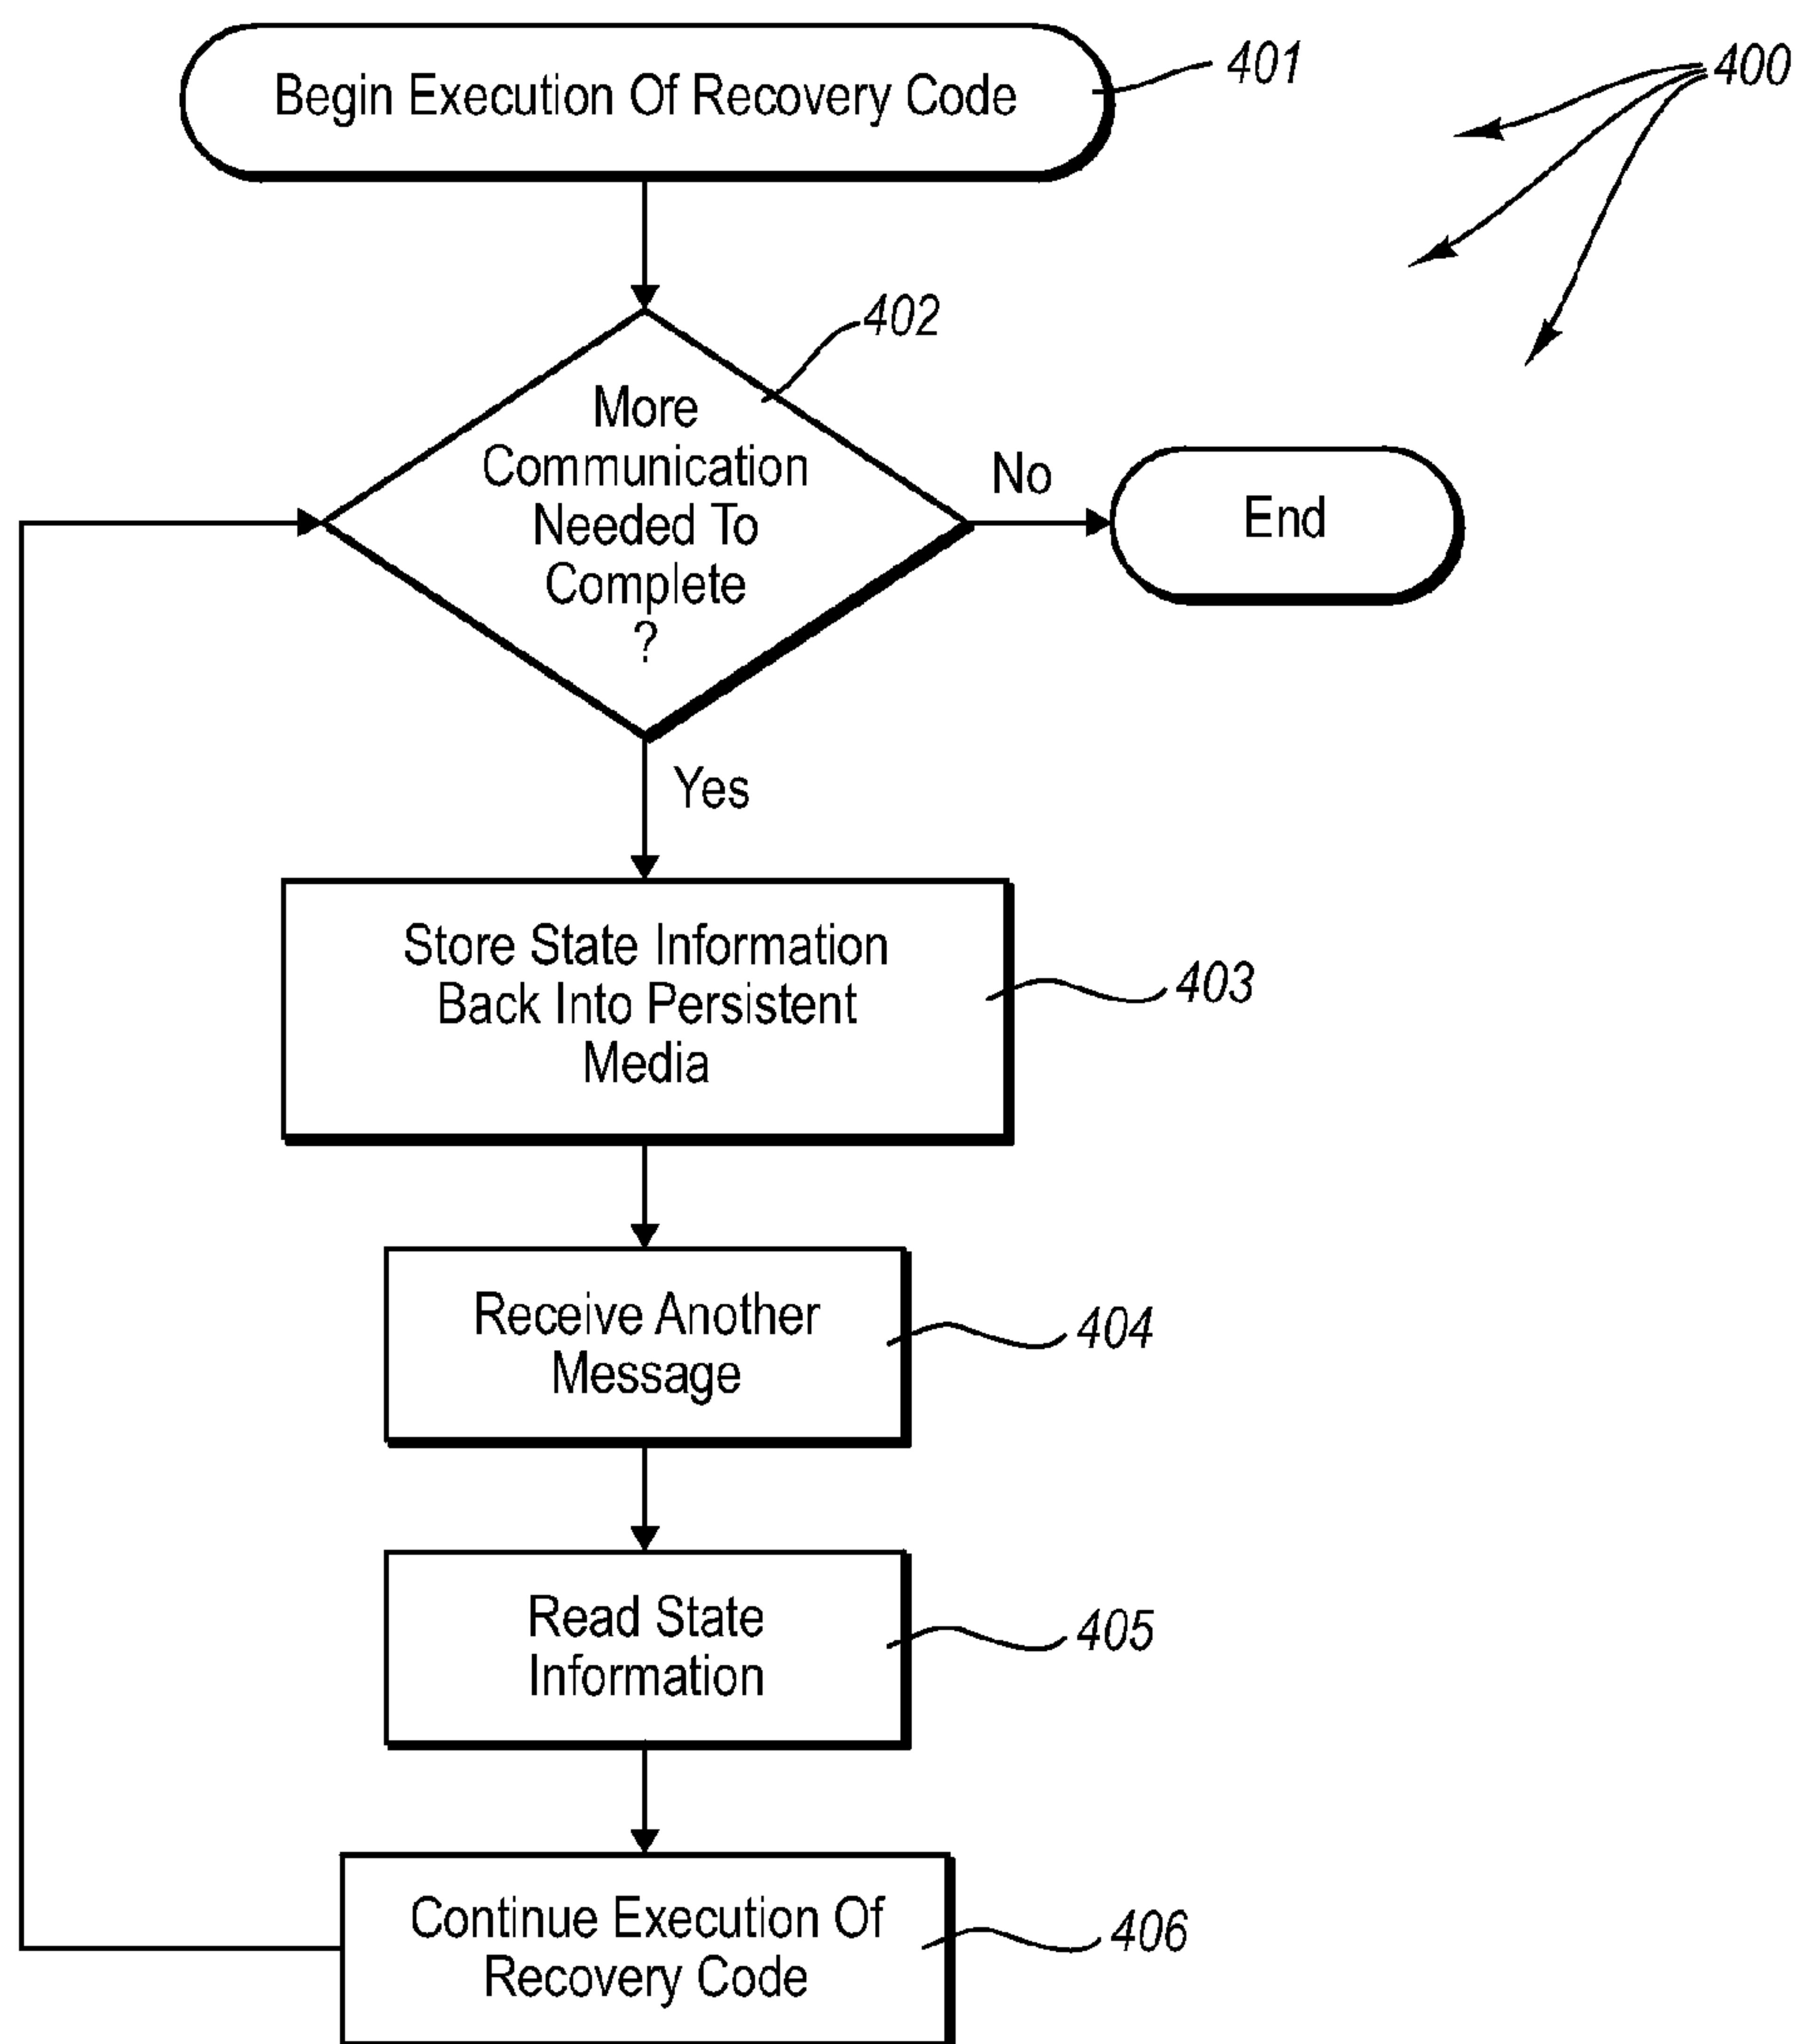 Begin Execution Of Recovery Code
401
400
402
More
Communication
Needed To
Complete
?
No
End
Yes
Store State Information
Back Into Persistent
Media
403
Receive Another
Message
404
Read State
Information
405
Continue Execution Of
Recovery Code
406